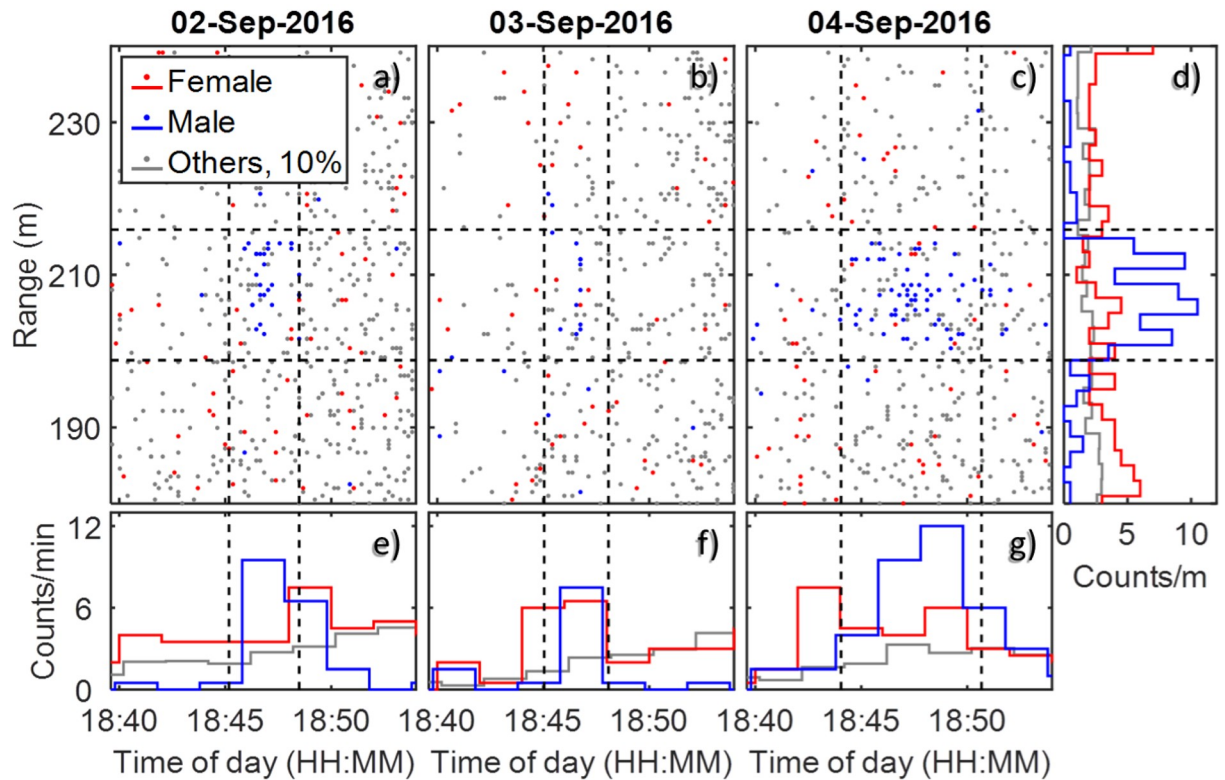 02-Sep-2016 03-Sep-2016 04-Sep-2016
Female
Male
Others, 10%
a) b) c) d)
Range (m)
230
210
190
e) f) g)
Counts/min
12
6
0
18:40 18:45 18:50 18:40 18:45 18:50 18:40 18:45 18:50
Time of day (HH:MM) Time of day (HH:MM) Time of day (HH:MM)
0 5 10
Counts/m